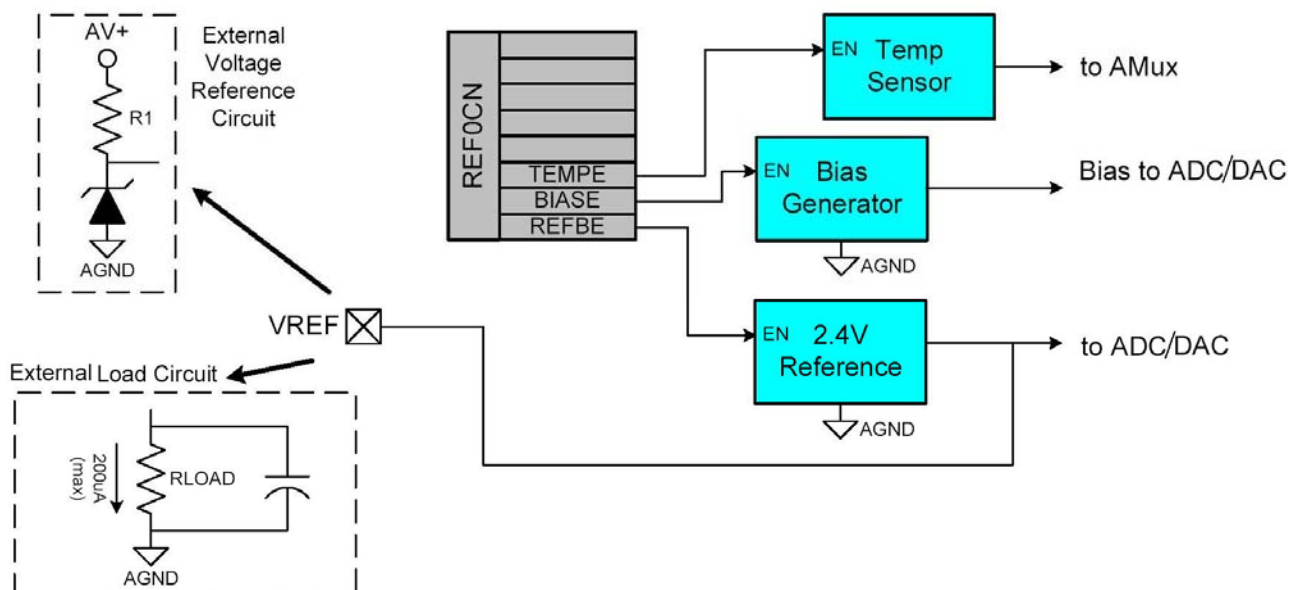 AV+
R1
AGND
External
Voltage
Reference
Circuit
REF0CN
TEMPE
BIASE
REFBE
EN
Temp
Sensor
to AMux
EN
Bias
Generator
AGND
Bias to ADC/DAC
VREF
EN
2.4V
Reference
AGND
to ADC/DAC
External Load Circuit
200uA
(max)
RLOAD
AGND